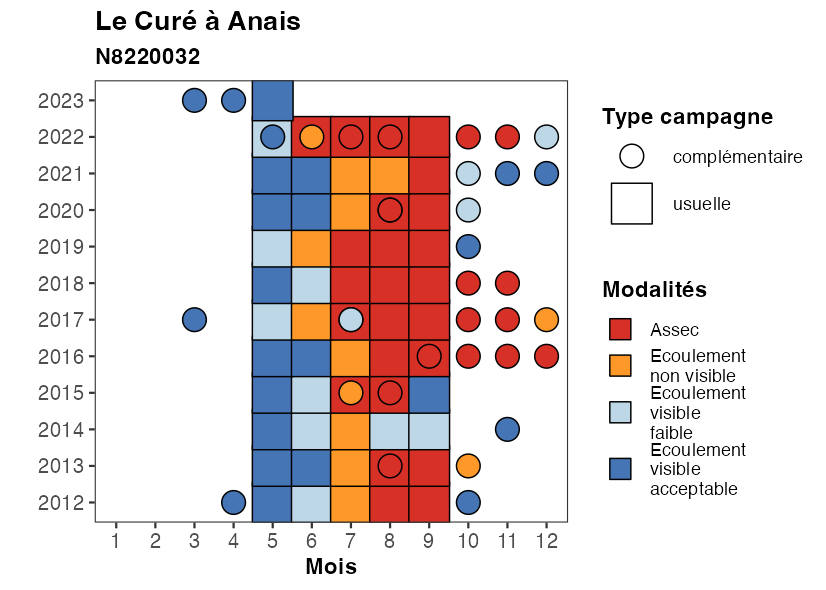 Le Curé à Anais
N8220032
2023
2022
2021
2020
2019
2018
2017
2016
2015
2014
2013
2012
1 2 3 4 5 6 7 8 9 10 11 12
Mois
Type campagne
complémentaire
usuelle
Modalités
Assec
Ecoulement
non visible
Ecoulement
visible
faible
Ecoulement
visible
acceptable